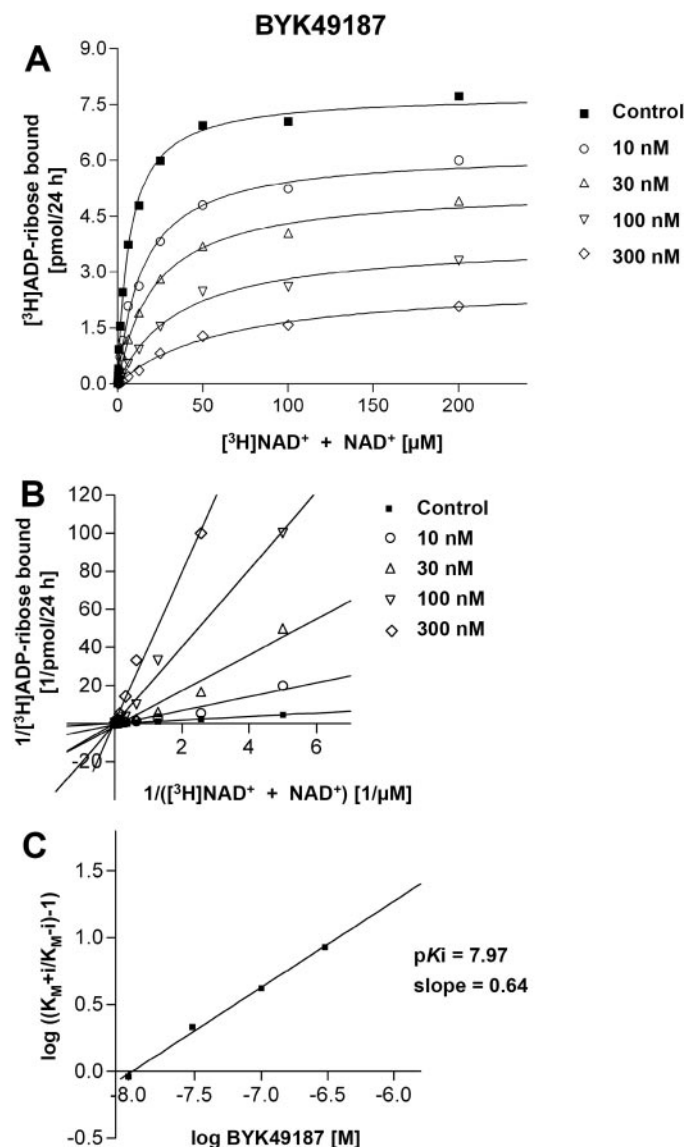 BYK49187
A
9.0
7.5
6.0
4.5
3.0
1.5
0.0
[³H]ADP-ribose bound
[pmol/24 h]
0
50
100
150
200
[³H]NAD⁺ + NAD⁺ [µM]
Control
10 nM
30 nM
100 nM
300 nM
B
120
100
80
60
40
20
-20
1/[³H]ADP-ribose bound
[1/pmol/24 h]
2
4
6
1/([³H]NAD⁺ + NAD⁺) [1/µM]
Control
10 nM
30 nM
100 nM
300 nM
C
1.5
1.0
0.5
0.0
-0.5
log ((K_M+i/K_M-i)-1)
-8.0
-7.5
-7.0
-6.5
-6.0
log BYK49187 [M]
pKi = 7.97
slope = 0.64